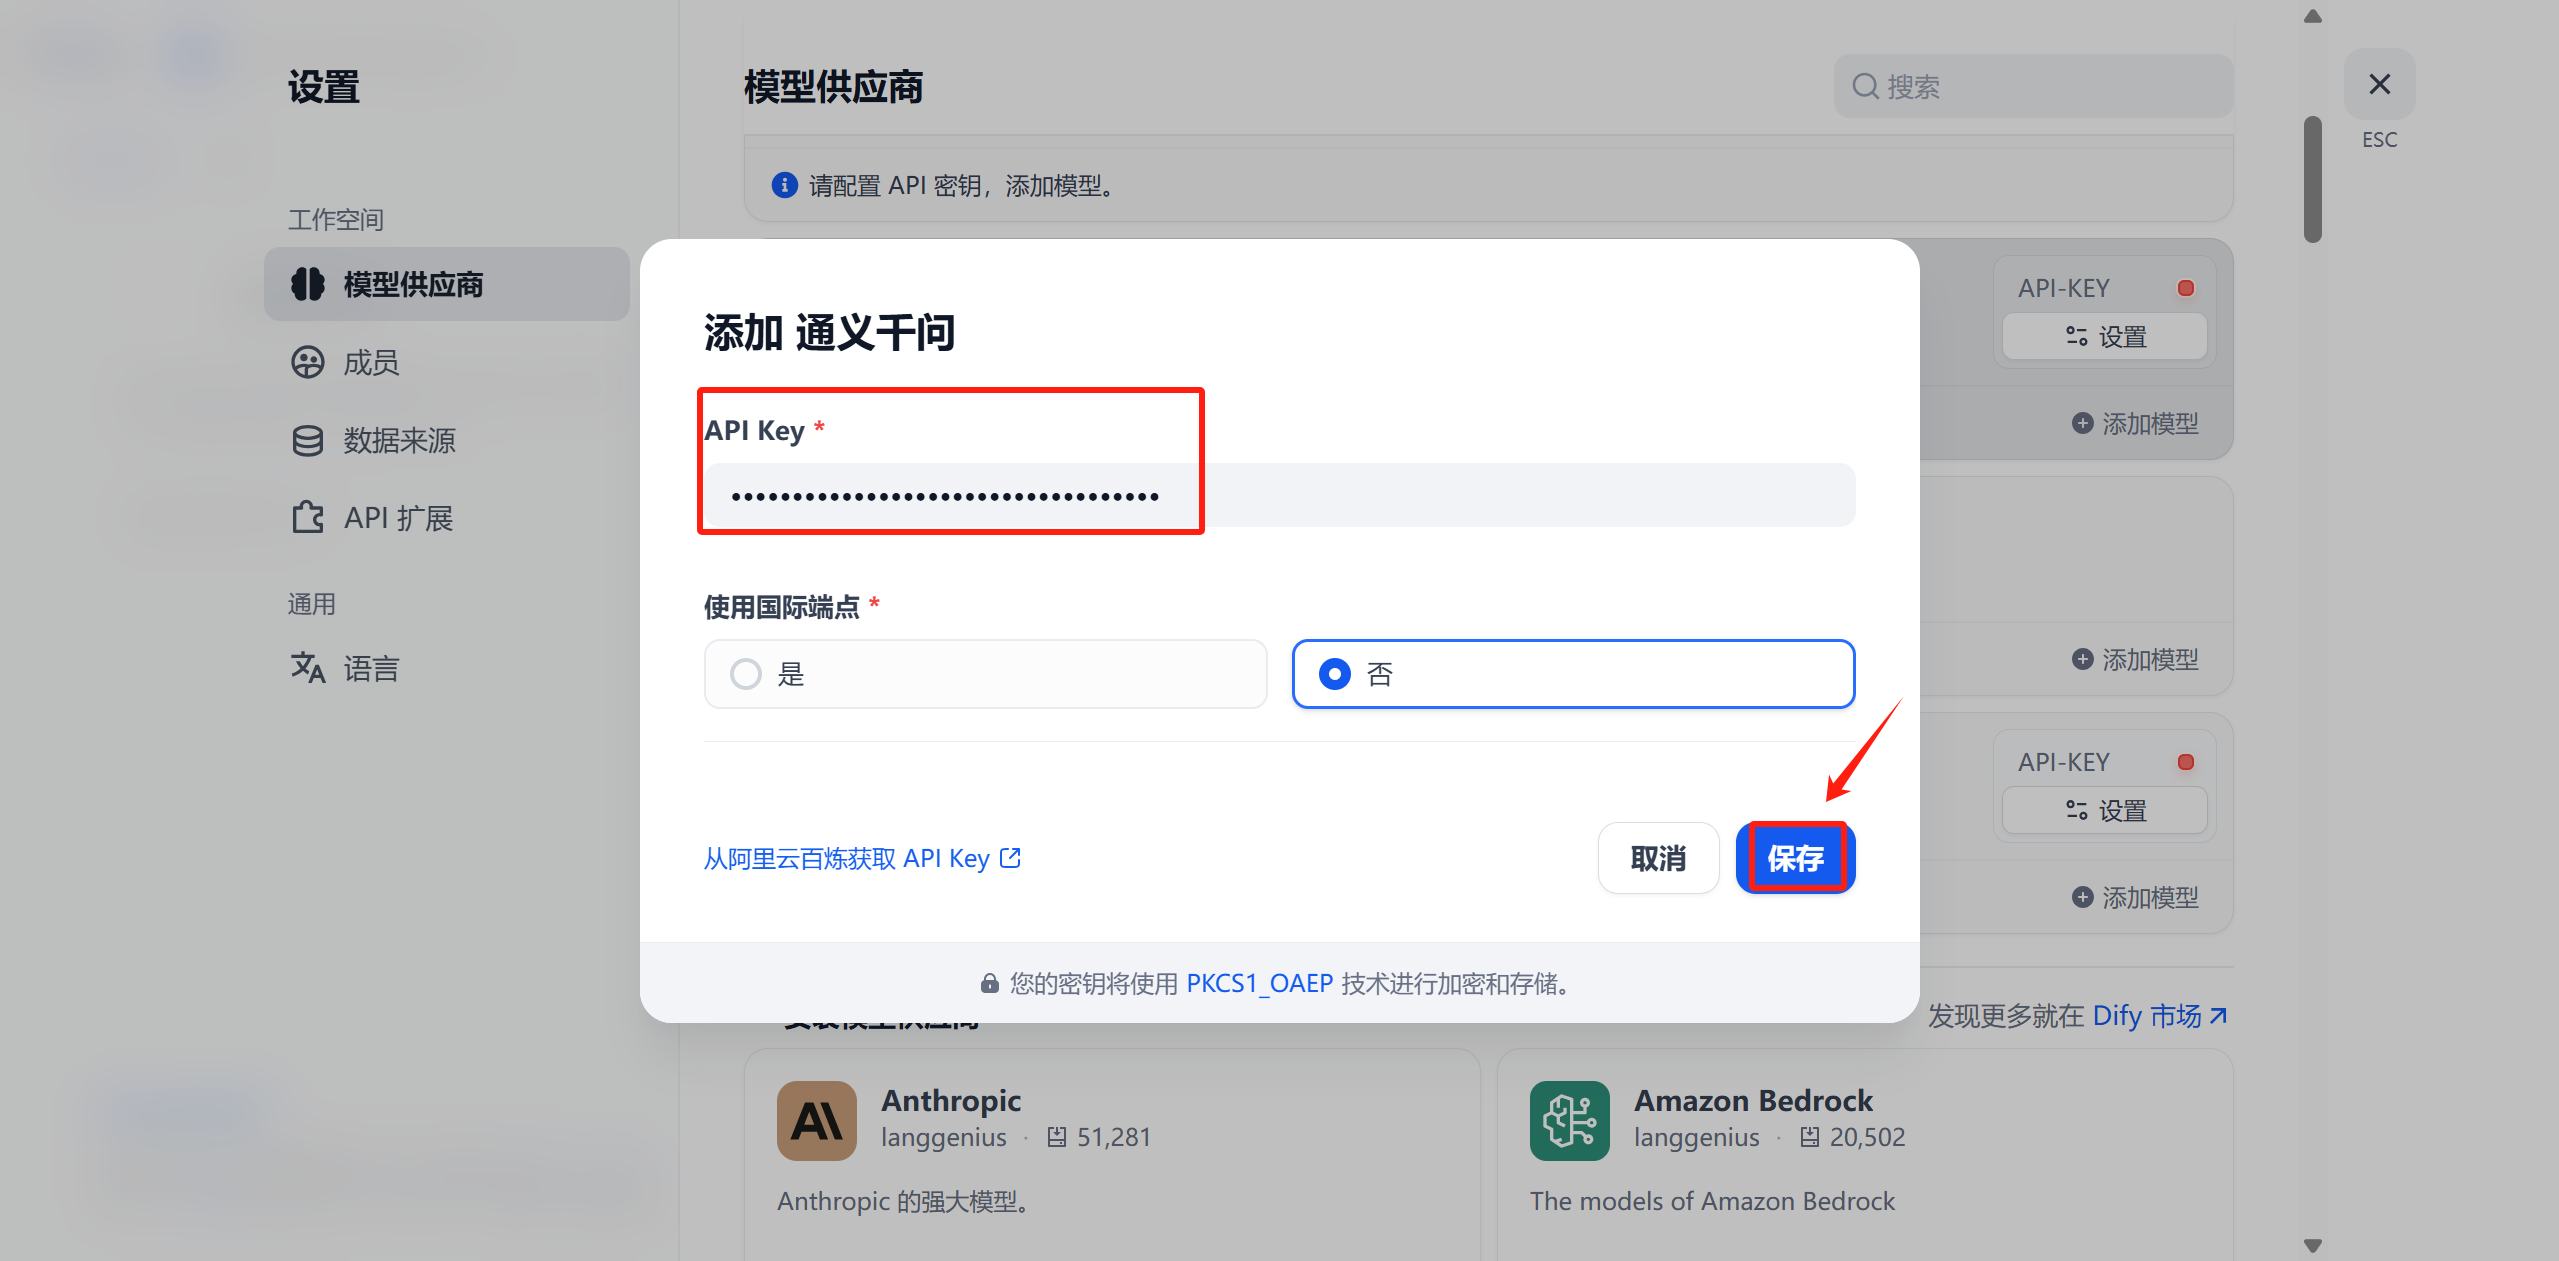 设置
模型供应商
搜索
ESC
请配置 API 密钥，添加模型。
工作空间
模型供应商
成员
数据来源
API 扩展
通用
语言
API-KEY
设置
添加模型
添加模型
API-KEY
设置
添加模型
添加 通义千问
API Key *
••••••••••••••••••••••••••••••••••••
使用国际端点 *
是
否
从阿里云百炼获取 API Key
取消
保存
您的密钥将使用 PKCS1_OAEP 技术进行加密和存储。
安装模型供应商
发现更多就在 Dify 市场
Anthropic
langgenius · 51,281
Anthropic 的强大模型。
Amazon Bedrock
langgenius · 20,502
The models of Amazon Bedrock